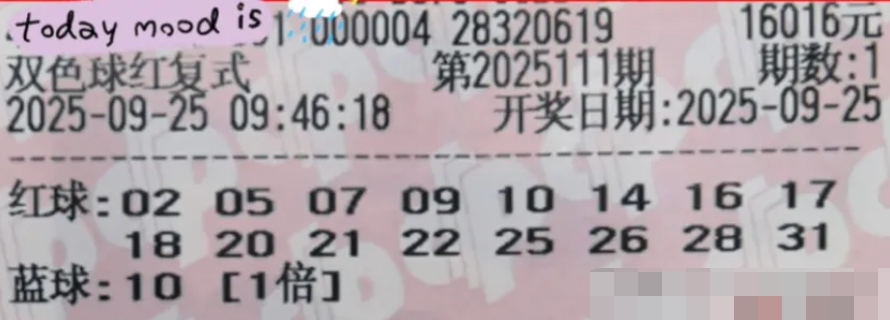 today mood is
000004 28320619 16016元
双色球红复式 第2025111期 期数:1
2025-09-25 09:46:18 开奖日期:2025-09-25
红球:02 05 07 09 10 14 16 17
18 20 21 22 25 26 28 31
蓝球:10 [1倍]